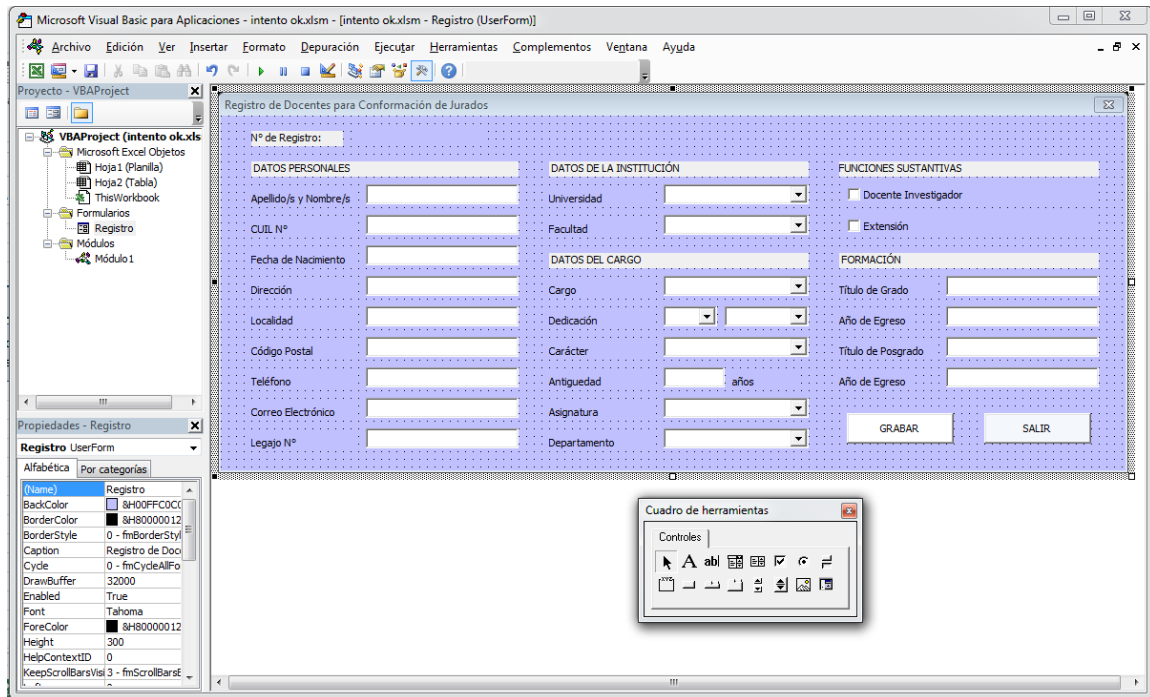 Microsoft Visual Basic para Aplicaciones - intento ok.xlsm - [intento ok.xlsm - Registro (UserForm)]
Archivo Edición Ver Insertar Formato Depuración Ejecutar Herramientas Complementos Ventana Ayuda
Proyecto - VBAProject
VBAProject (intento ok.xls
Microsoft Excel Objetos
Hoja1 (Planilla)
Hoja2 (Tabla)
ThisWorkbook
Formularios
Registro
Módulos
Módulo1
Propiedades - Registro
Registro UserForm
Alfabética Por categorías
(Name) Registro
BackColor &H00FFC0C(
BorderColor &H80000012
BorderStyle 0 - fmBorderStyl
Caption Registro de Doc
Cycle 0 - fmCycleAllFo
DrawBuffer 32000
Enabled True
Font Tahoma
ForeColor &H80000012
Height 300
HelpContextID 0
KeepScrollBarsVisi 3 - fmScrollBarsE
Registro de Docentes para Conformación de Jurados
Nº de Registro:
DATOS PERSONALES
Apellido/s y Nombre/s
CUIL Nº
Fecha de Nacimiento
Dirección
Localidad
Código Postal
Teléfono
Correo Electrónico
Legajo Nº
DATOS DE LA INSTITUCIÓN
Universidad
Facultad
DATOS DEL CARGO
Cargo
Dedicación
Carácter
Antiguedad años
Asignatura
Departamento
FUNCIONES SUSTANTIVAS
Docente Investigador
Extensión
FORMACIÓN
Título de Grado
Año de Egreso
Título de Posgrado
Año de Egreso
GRABAR SALIR
Cuadro de herramientas
Controles
A ab
XYZ